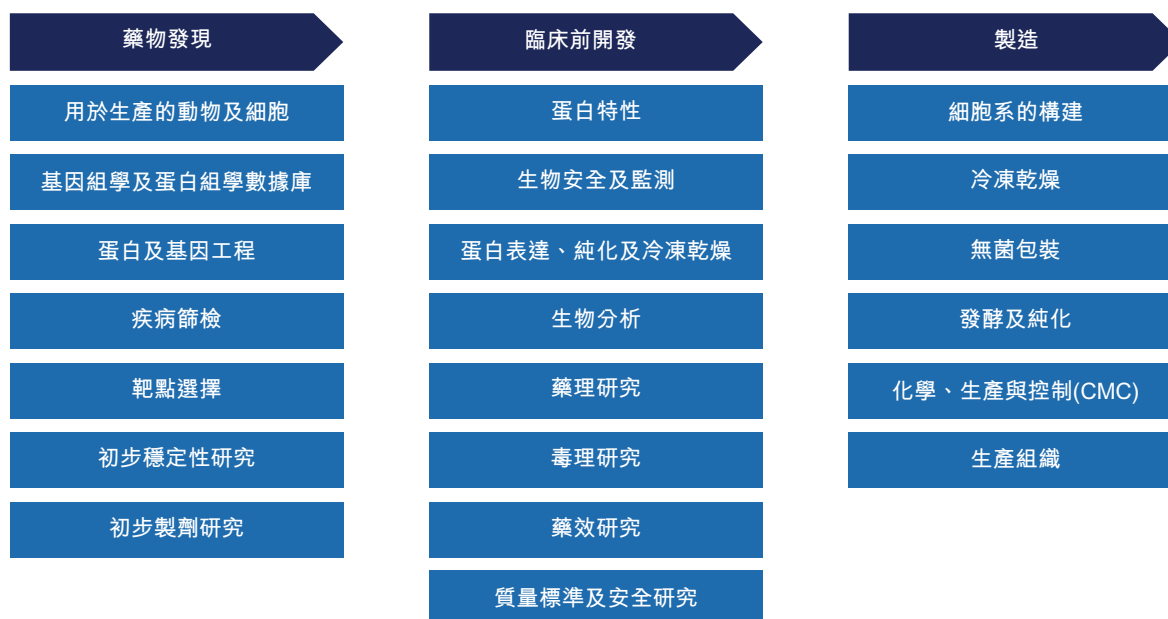 藥物發現
用於生產的動物及細胞
基因組學及蛋白組學數據庫
蛋白及基因工程
疾病篩檢
靶點選擇
初步穩定性研究
初步製劑研究
臨床前開發
蛋白特性
生物安全及監測
蛋白表達、純化及冷凍乾燥
生物分析
藥理研究
毒理研究
藥效研究
質量標準及安全研究
製造
細胞系的構建
冷凍乾燥
無菌包裝
發酵及純化
化學、生產與控制(CMC)
生產組織